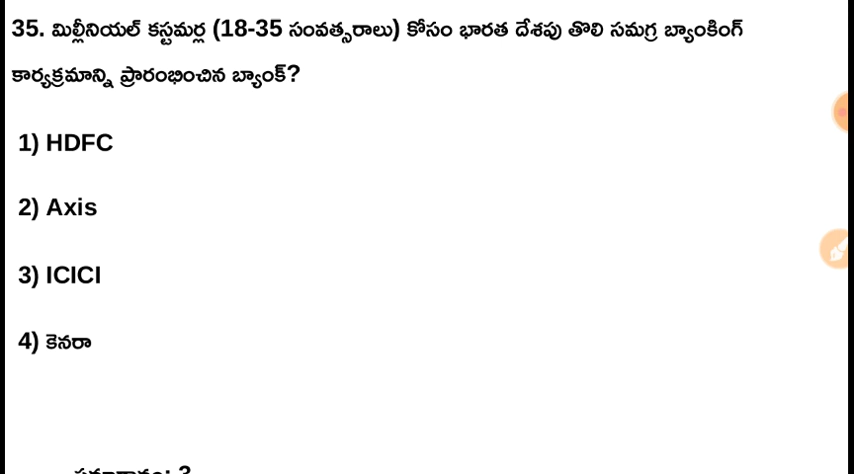 35. మిల్లీనియల్ కస్టమర్ల (18-35 సంవత్సరాలు) కోసం భారత దేశపు తొలి సమగ్ర బ్యాంకింగ్
కార్యక్రమాన్ని ప్రారంభించిన బ్యాంక్?
1) HDFC
2) Axis
3) ICICI
4) కెనరా